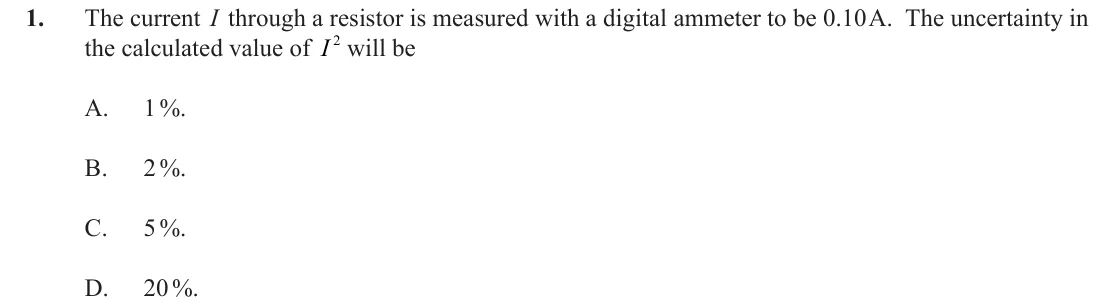 1. The current I through a resistor is measured with a digital ammeter to be 0.10A. The uncertainty in
the calculated value of I² will be
A. 1%.
B. 2%.
C. 5%.
D. 20%.